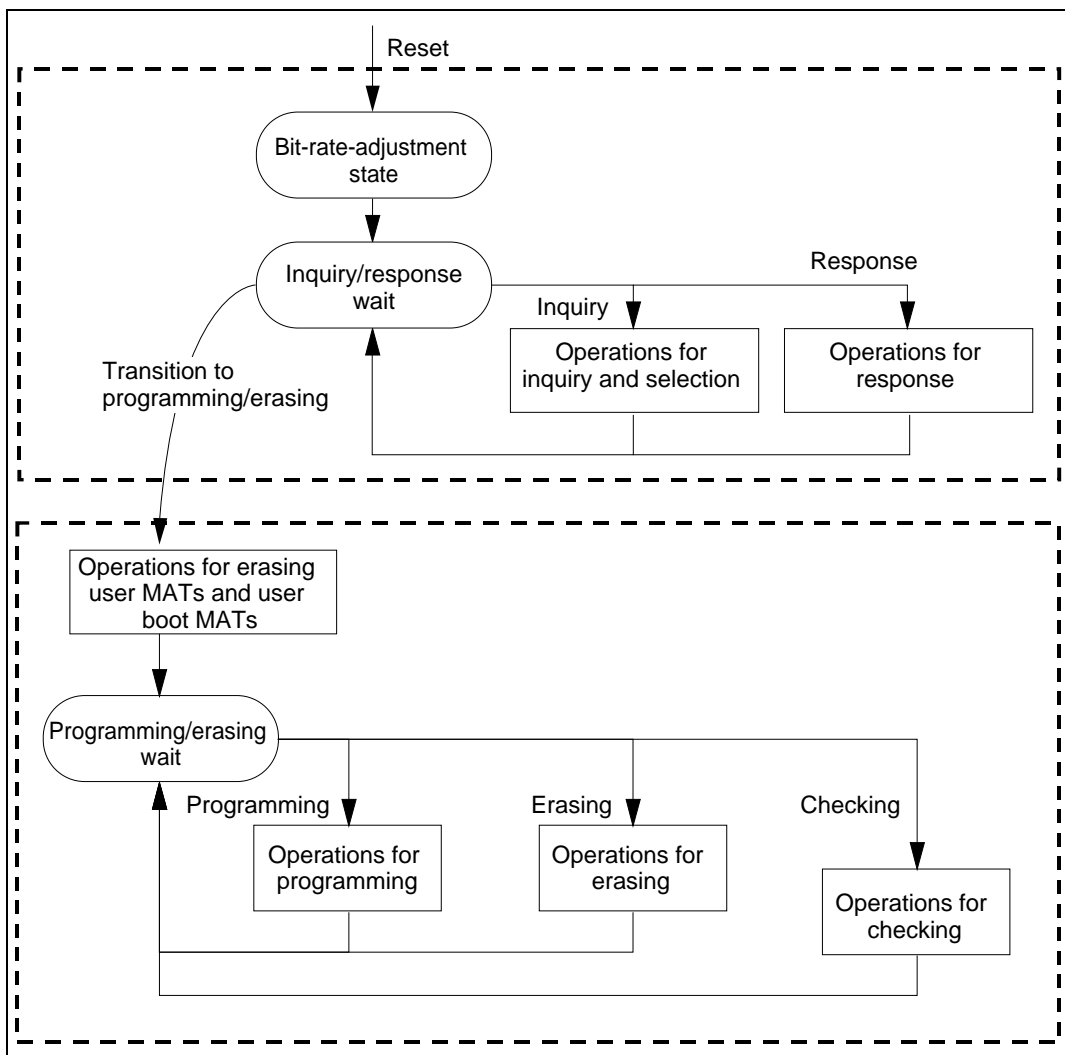 Reset
Bit-rate-adjustment
state
Inquiry/response
wait
Response
Inquiry
Operations for
inquiry and selection
Operations for
response
Transition to
programming/erasing
Operations for erasing
user MATs and user
boot MATs
Programming/erasing
wait
Programming
Erasing
Checking
Operations for
programming
Operations for
erasing
Operations for
checking